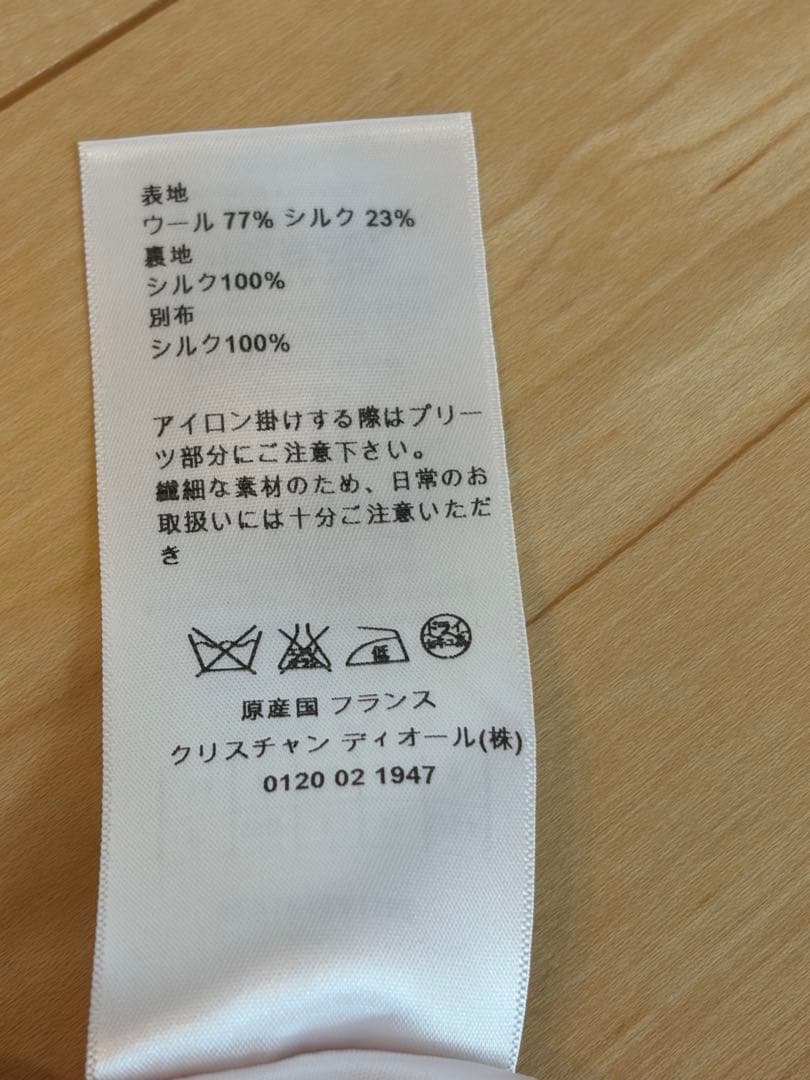 表地
ウール 77% シルク 23%
裏地
シルク100%
別布
シルク100%
アイロン掛けする際はプリー
ツ部分にご注意下さい。
繊細な素材のため、日常のお
取扱いには十分ご注意いただ
き
低
ドライ
原産国 フランス
クリスチャン ディオール(株)
0120 02 1947